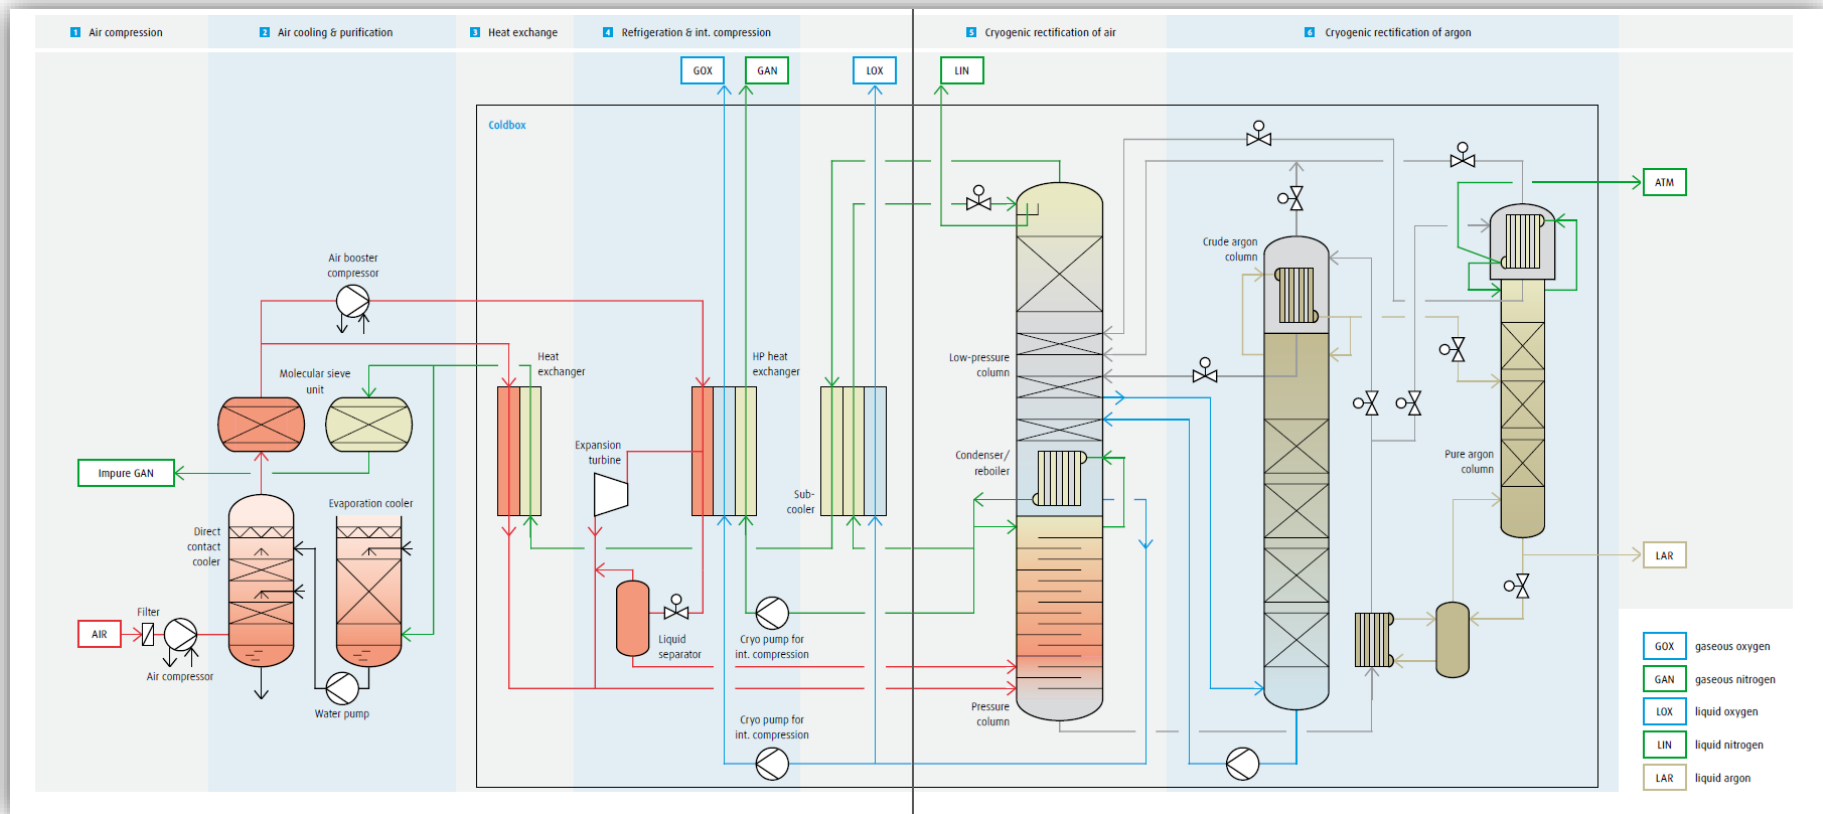 1 Air compression
2 Air cooling & purification
3 Heat exchange
4 Refrigeration & int. compression
5 Cryogenic rectification of air
6 Cryogenic rectification of argon
GOX
GAN
LOX
LIN
Coldbox
ATM
Air booster
compressor
Crude argon
column
Heat
exchanger
HP heat
exchanger
Low-pressure
column
Molecular sieve
unit
Expansion
turbine
Condenser/
reboiler
Pure argon
column
Impure GAN
Sub-
cooler
Evaporation cooler
Direct
contact
cooler
LAR
AIR
Filter
Air compressor
Water pump
Liquid
separator
Cryo pump for
int. compression
Pressure
column
Cryo pump for
int. compression
GOX gaseous oxygen
GAN gaseous nitrogen
LOX liquid oxygen
LIN liquid nitrogen
LAR liquid argon